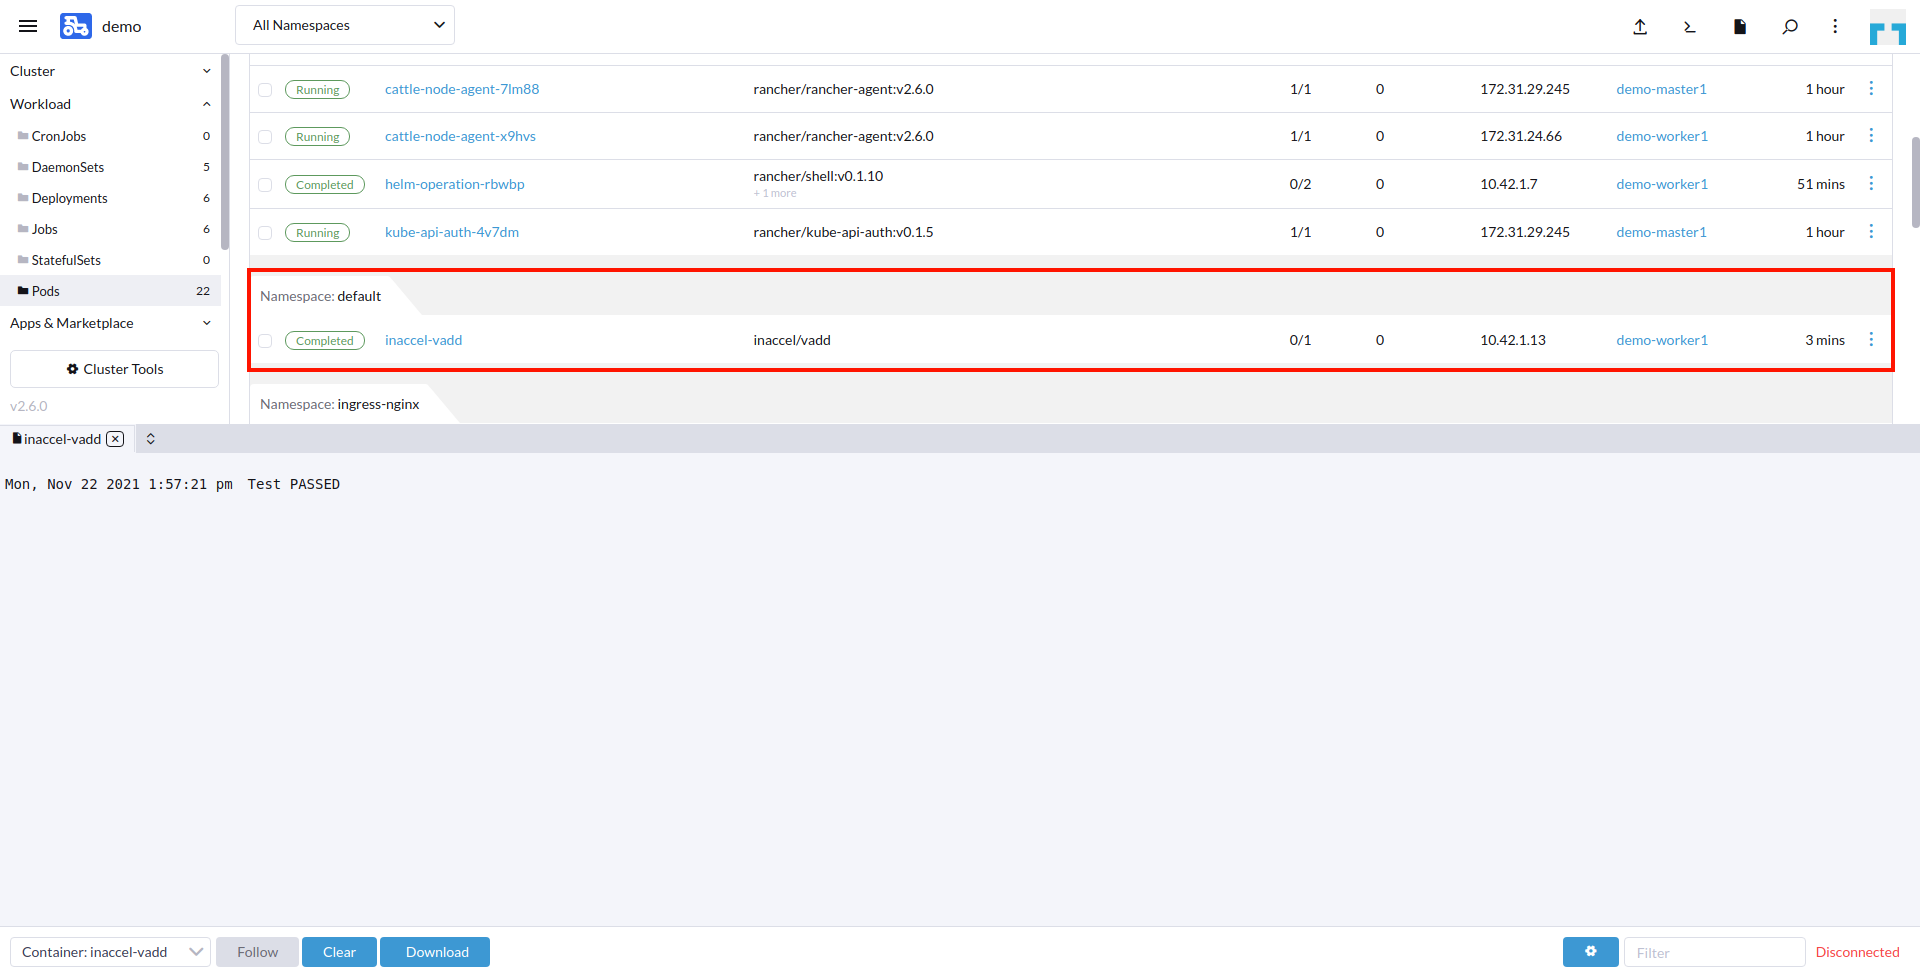 demo
All Namespaces
Cluster
Workload
CronJobs 0
DaemonSets 5
Deployments 6
Jobs 6
StatefulSets 0
Pods 22
Apps & Marketplace
Cluster Tools
v2.6.0
Running cattle-node-agent-7lm88 rancher/rancher-agent:v2.6.0 1/1 0 172.31.29.245 demo-master1 1 hour
Running cattle-node-agent-x9hvs rancher/rancher-agent:v2.6.0 1/1 0 172.31.24.66 demo-worker1 1 hour
Completed helm-operation-rbwbp rancher/shell:v0.1.10 0/2 0 10.42.1.7 demo-worker1 51 mins
+ 1 more
Running kube-api-auth-4v7dm rancher/kube-api-auth:v0.1.5 1/1 0 172.31.29.245 demo-master1 1 hour
Namespace: default
Completed inaccel-vadd inaccel/vadd 0/1 0 10.42.1.13 demo-worker1 3 mins
Namespace: ingress-nginx
inaccel-vadd
Mon, Nov 22 2021 1:57:21 pm Test PASSED
Container: inaccel-vadd Follow Clear Download Filter Disconnected